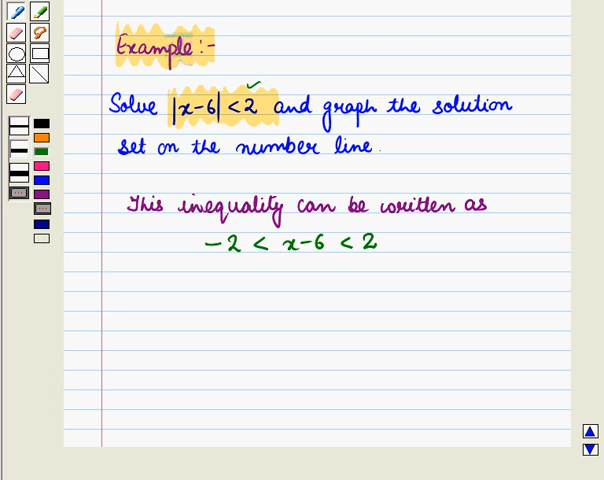 Example :-
Solve |x-6| < 2 and graph the solution
set on the number line.
This inequality can be written as
-2 < x-6 < 2